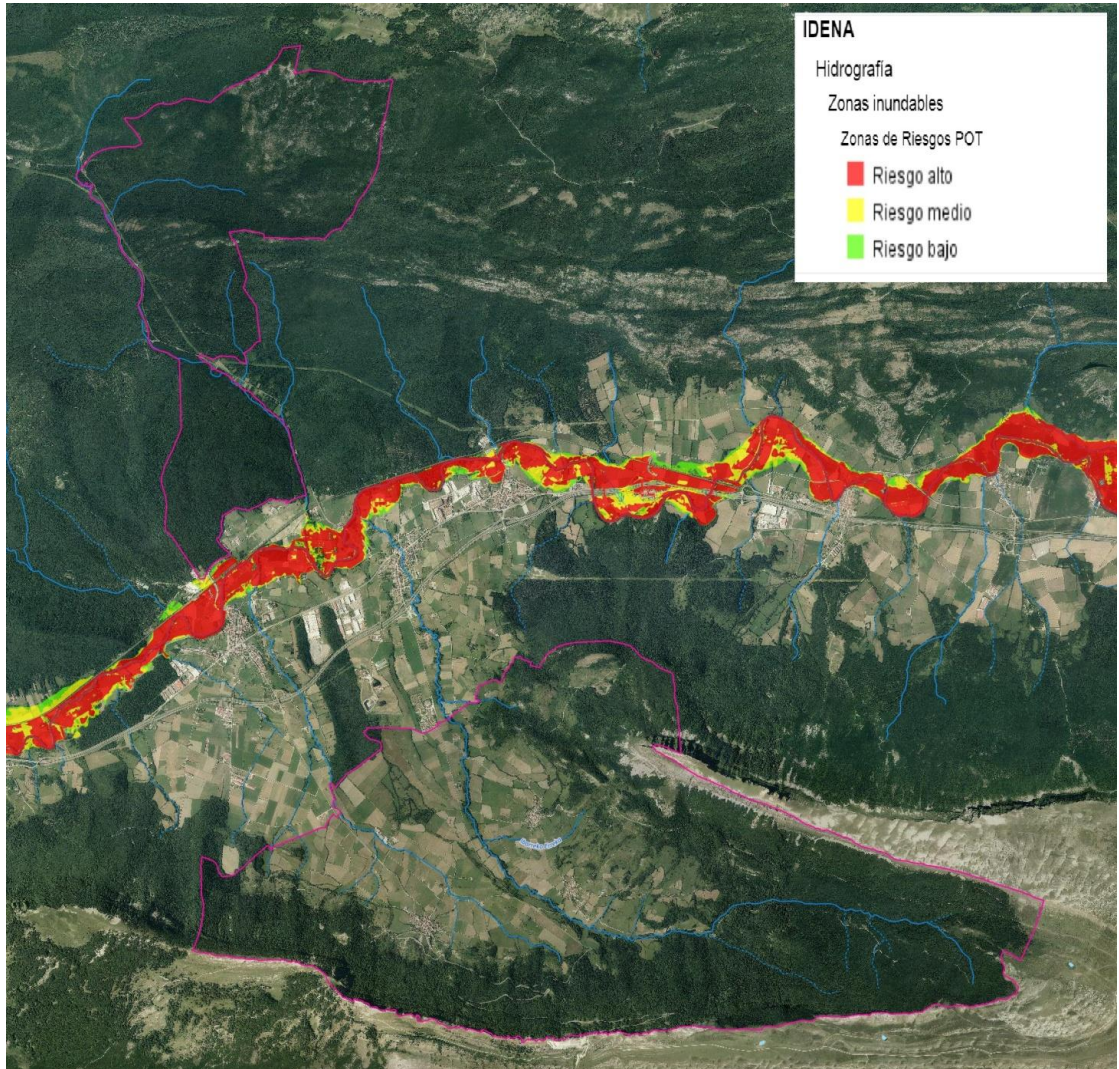 IDENA
Hidrografía
Zonas inundables
Zonas de Riesgos POT
Riesgo alto
Riesgo medio
Riesgo bajo